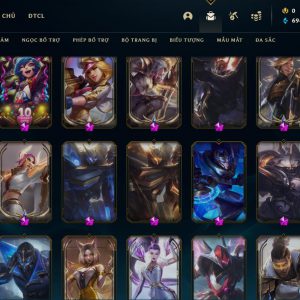 CHỦ ĐTCL
0
69
ÂM NGỌC BỔ TRỢ PHÉP BỔ TRỢ BỘ TRANG BỊ BIỂU TƯỢNG MẪU MẮT ĐA SẮC
10